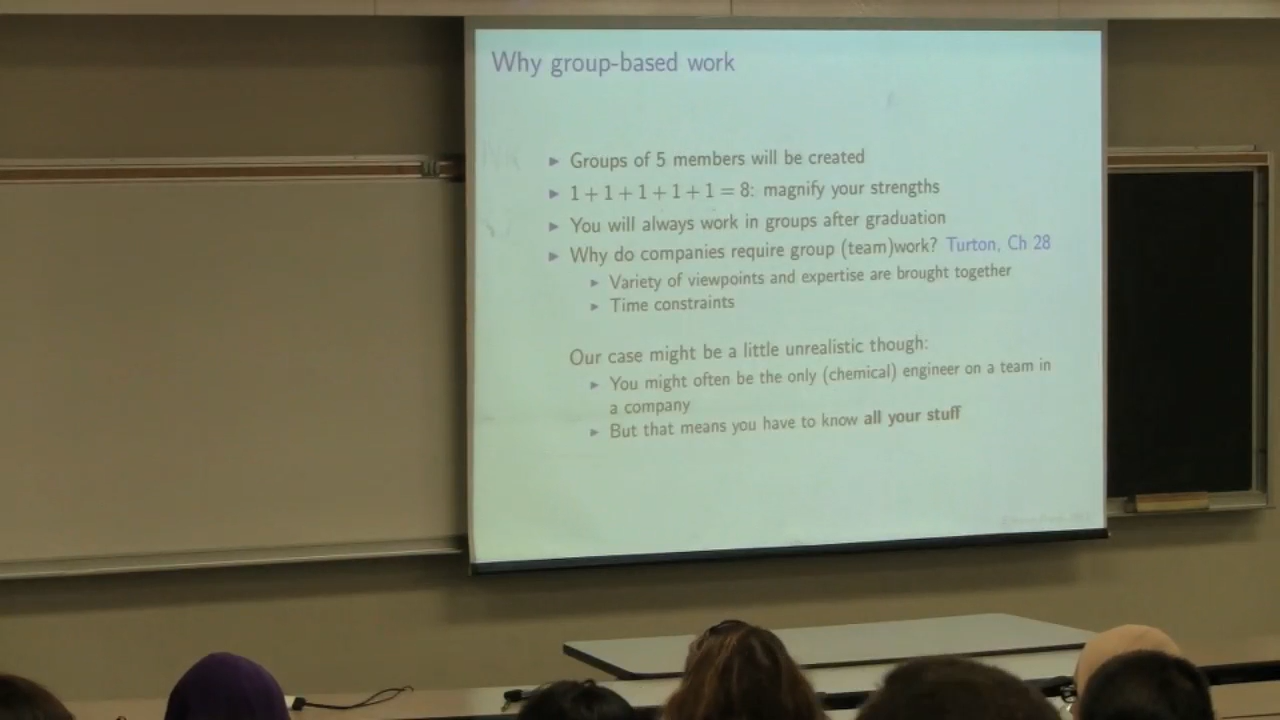 Why group-based work
▶ Groups of 5 members will be created
▶ 1 + 1 + 1 + 1 + 1 = 8: magnify your strengths
▶ You will always work in groups after graduation
▶ Why do companies require group (team)work? Turton, Ch 28
▶ Variety of viewpoints and expertise are brought together
▶ Time constraints
Our case might be a little unrealistic though:
▶ You might often be the only (chemical) engineer on a team in
a company
▶ But that means you have to know all your stuff